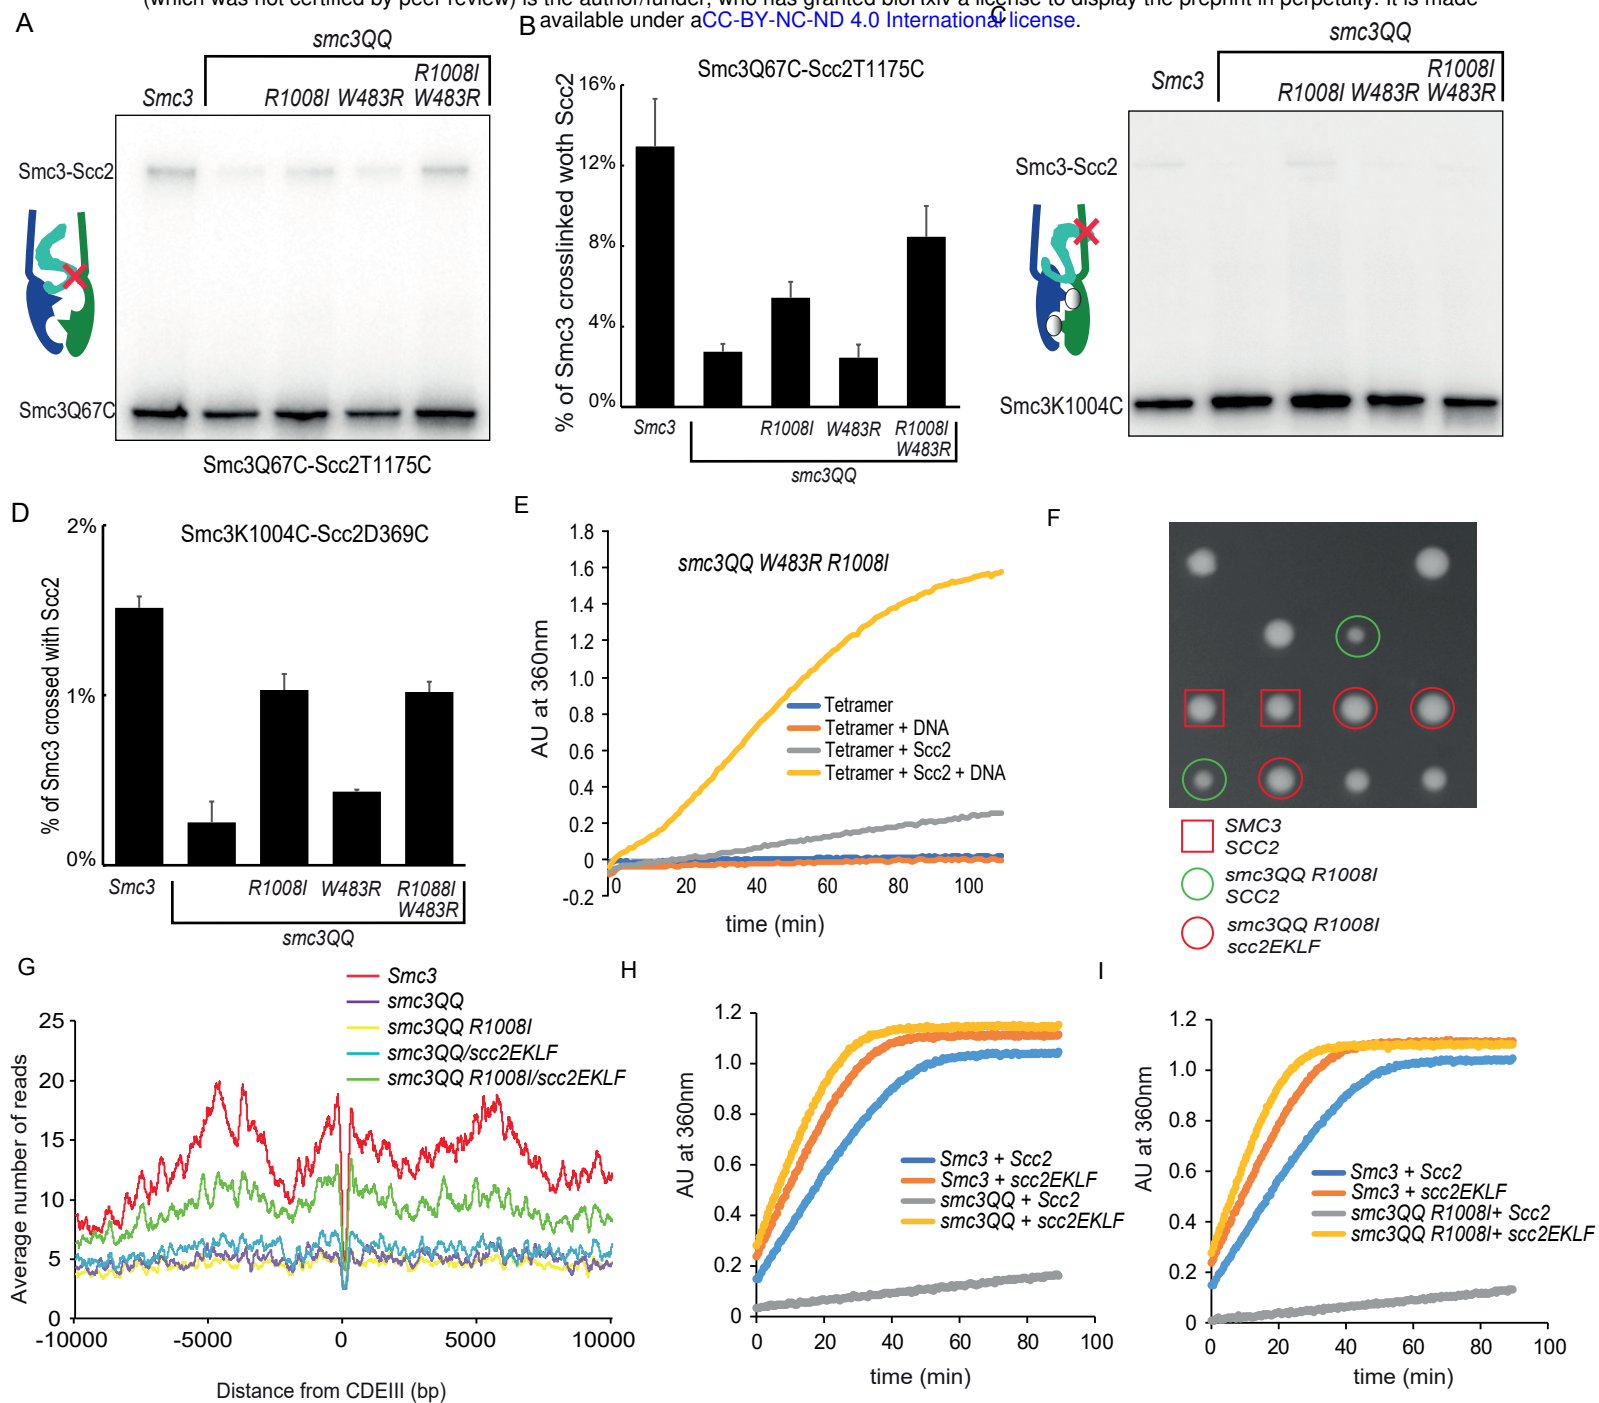 (which was not certified by peer review) is the author/funder, who has granted bioRxiv a license to display the preprint in perpetuity. It is made
available under aCC-BY-NC-ND 4.0 International license.
A
smc3QQ
R1008I
Smc3 R1008I W483R W483R
Smc3-Scc2
Smc3Q67C
Smc3Q67C-Scc2T1175C
B
Smc3Q67C-Scc2T1175C
% of Smc3 crosslinked woth Scc2
16%
12%
8%
4%
0%
Smc3 R1008I W483R R1008I
W483R
smc3QQ
C
smc3QQ
R1008I
Smc3 R1008I W483R W483R
Smc3-Scc2
Smc3K1004C
D
Smc3K1004C-Scc2D369C
% of Smc3 crossed with Scc2
2%
1%
0%
Smc3 R1008I W483R R1088I
W483R
smc3QQ
E
smc3QQ W483R R1008I
AU at 360nm
1.8
1.6
1.4
1.2
1.0
0.8
0.6
0.4
0.2
0
-0.2
Tetramer
Tetramer + DNA
Tetramer + Scc2
Tetramer + Scc2 + DNA
0 20 40 60 80 100
time (min)
F
SMC3
SCC2
smc3QQ R1008I
SCC2
smc3QQ R1008I
scc2EKLF
G
Smc3
smc3QQ
smc3QQ R1008I
smc3QQ/scc2EKLF
smc3QQ R1008I/scc2EKLF
Average number of reads
25
20
15
10
5
0
-10000 -5000 0 5000 10000
Distance from CDEIII (bp)
H
AU at 360nm
1.2
1.0
0.8
0.6
0.4
0.2
0
Smc3 + Scc2
Smc3 + scc2EKLF
smc3QQ + Scc2
smc3QQ + scc2EKLF
0 20 40 60 80 100
time (min)
I
AU at 360nm
1.2
1.0
0.8
0.6
0.4
0.2
0
Smc3 + Scc2
Smc3 + scc2EKLF
smc3QQ R1008I+ Scc2
smc3QQ R1008I+ scc2EKLF
0 20 40 60 80 100
time (min)